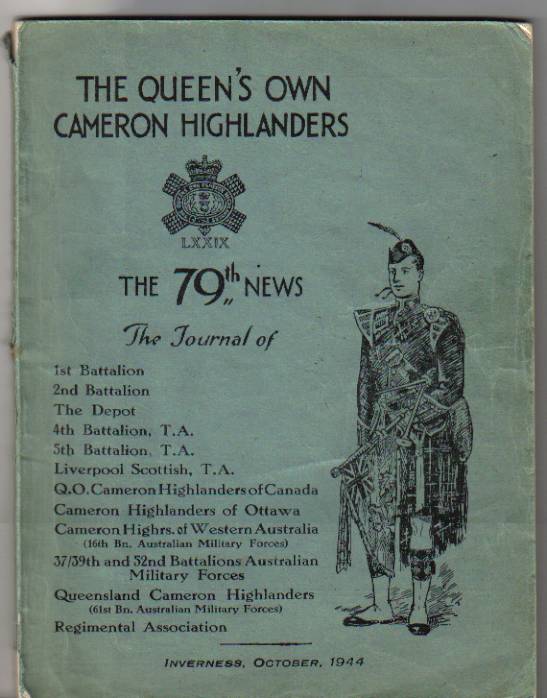 THE QUEEN'S OWN
CAMERON HIGHLANDERS
LXXIX
THE 79th NEWS
The Journal of
1st Battalion
2nd Battalion
The Depot
4th Battalion, T.A.
5th Battalion, T.A.
Liverpool Scottish, T.A.
Q.O. Cameron Highlanders of Canada
Cameron Highlanders of Ottawa
Cameron Highrs. of Western Australia
(16th Bn. Australian Military Forces)
37/39th and 52nd Battalions Australian
Military Forces
Queensland Cameron Highlanders
(61st Bn. Australian Military Forces)
Regimental Association
INVERNESS, OCTOBER, 1944